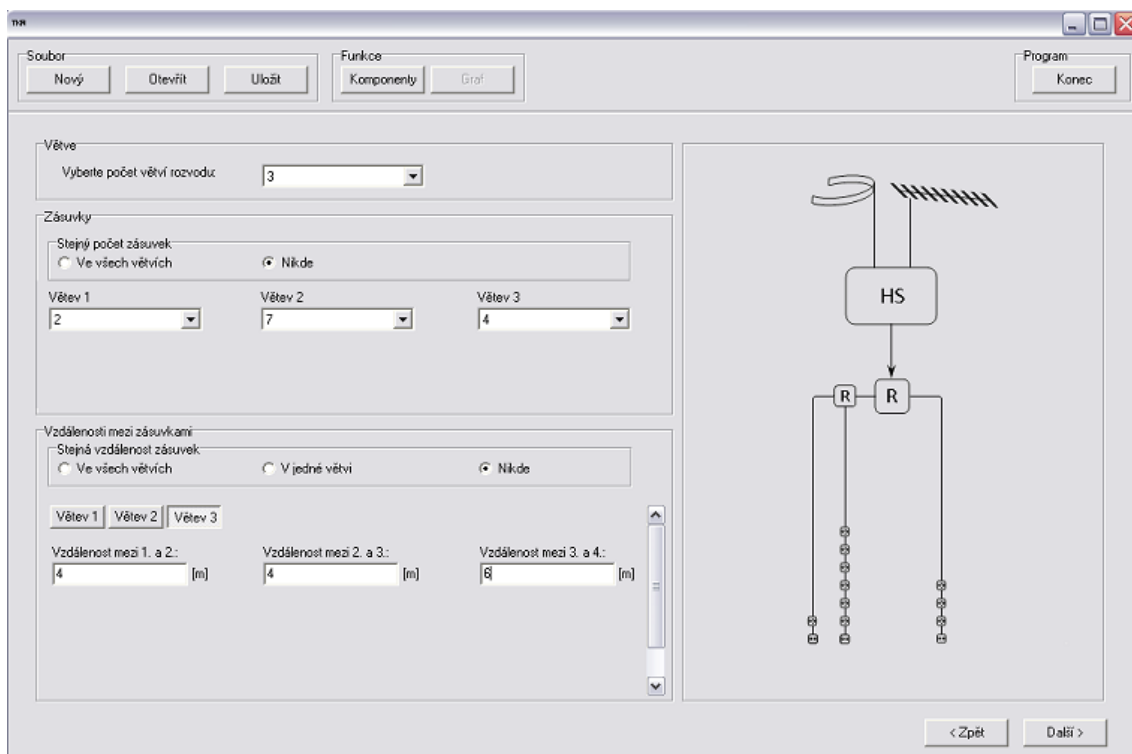 TKR
Soubor
Nový Otevřít Uložit
Funkce
Komponenty Graf
Program
Konec
Větve
Vyberte počet větví rozvodu: 3
Zásuvky
Stejný počet zásuvek
Ve všech větvích Nikde
Větev 1 Větev 2 Větev 3
2 7 4
Vzdálenosti mezi zásuvkami
Stejná vzdálenost zásuvek
Ve všech větvích V jedné větvi Nikde
Větev 1 Větev 2 Větev 3
Vzdálenost mezi 1. a 2.: Vzdálenost mezi 2. a 3.: Vzdálenost mezi 3. a 4.:
4 [m] 4 [m] 6 [m]
HS
R R
< Zpět Další >